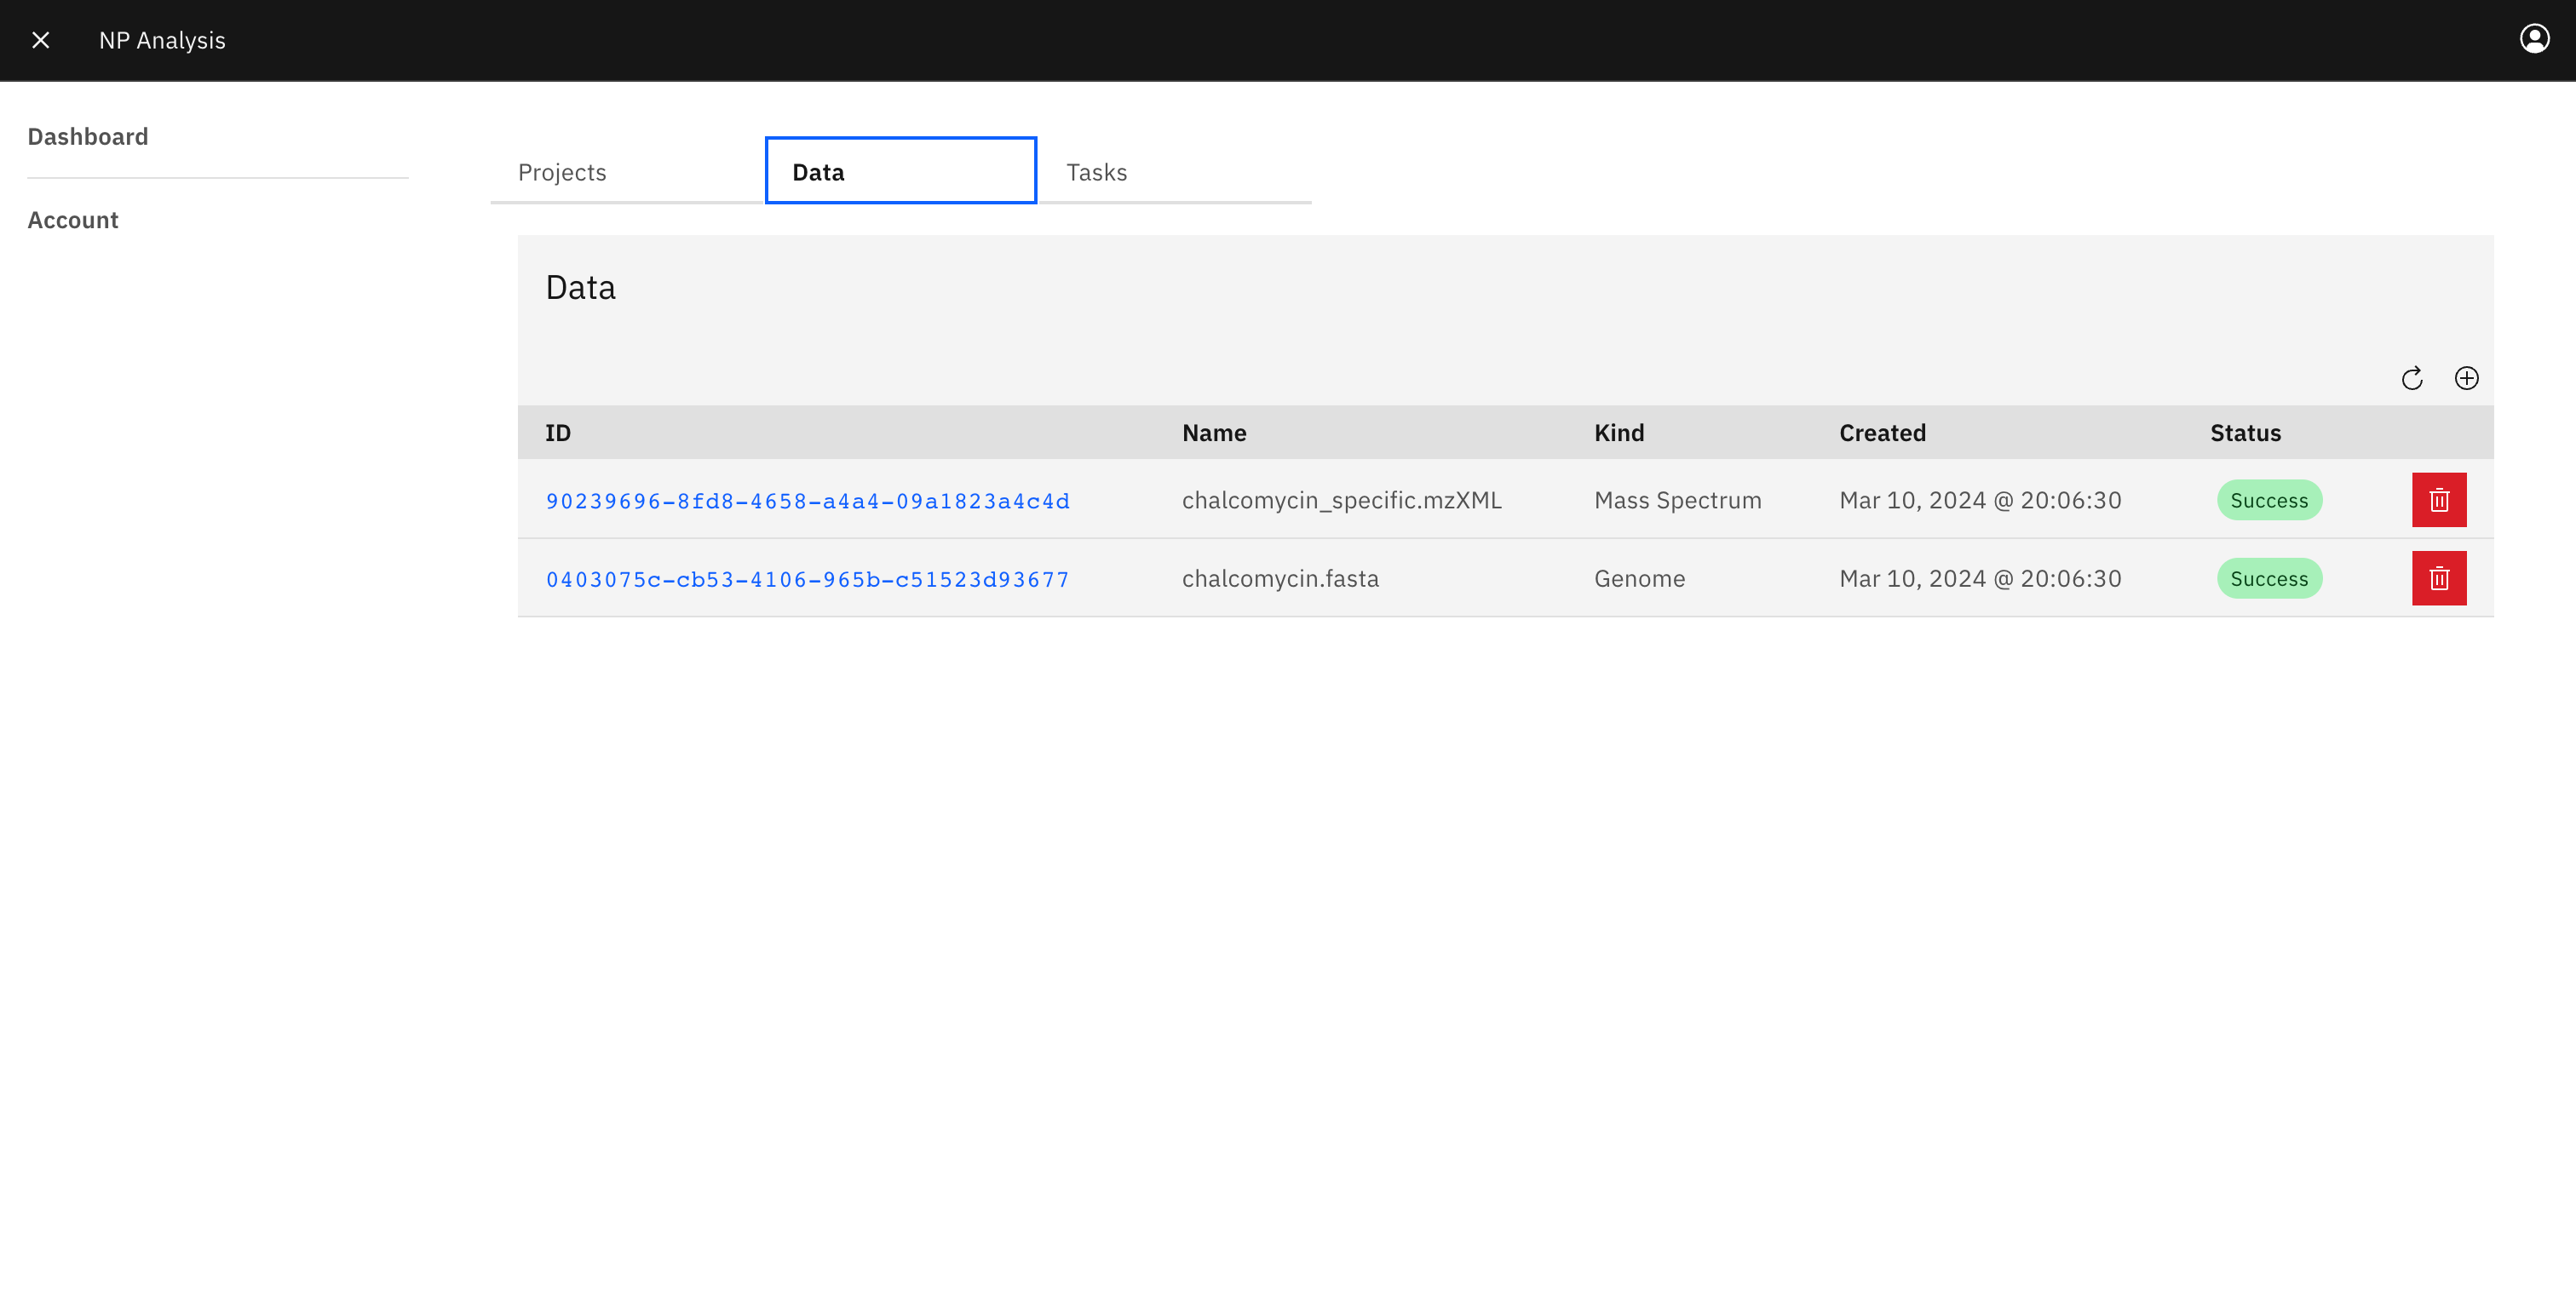 NP Analysis
Dashboard
Account
Projects Data Tasks
Data
ID Name Kind Created Status
90239696-8fd8-4658-a4a4-09a1823a4c4d chalcomycin_specific.mzXML Mass Spectrum Mar 10, 2024 @ 20:06:30 Success
0403075c-cb53-4106-965b-c51523d93677 chalcomycin.fasta Genome Mar 10, 2024 @ 20:06:30 Success